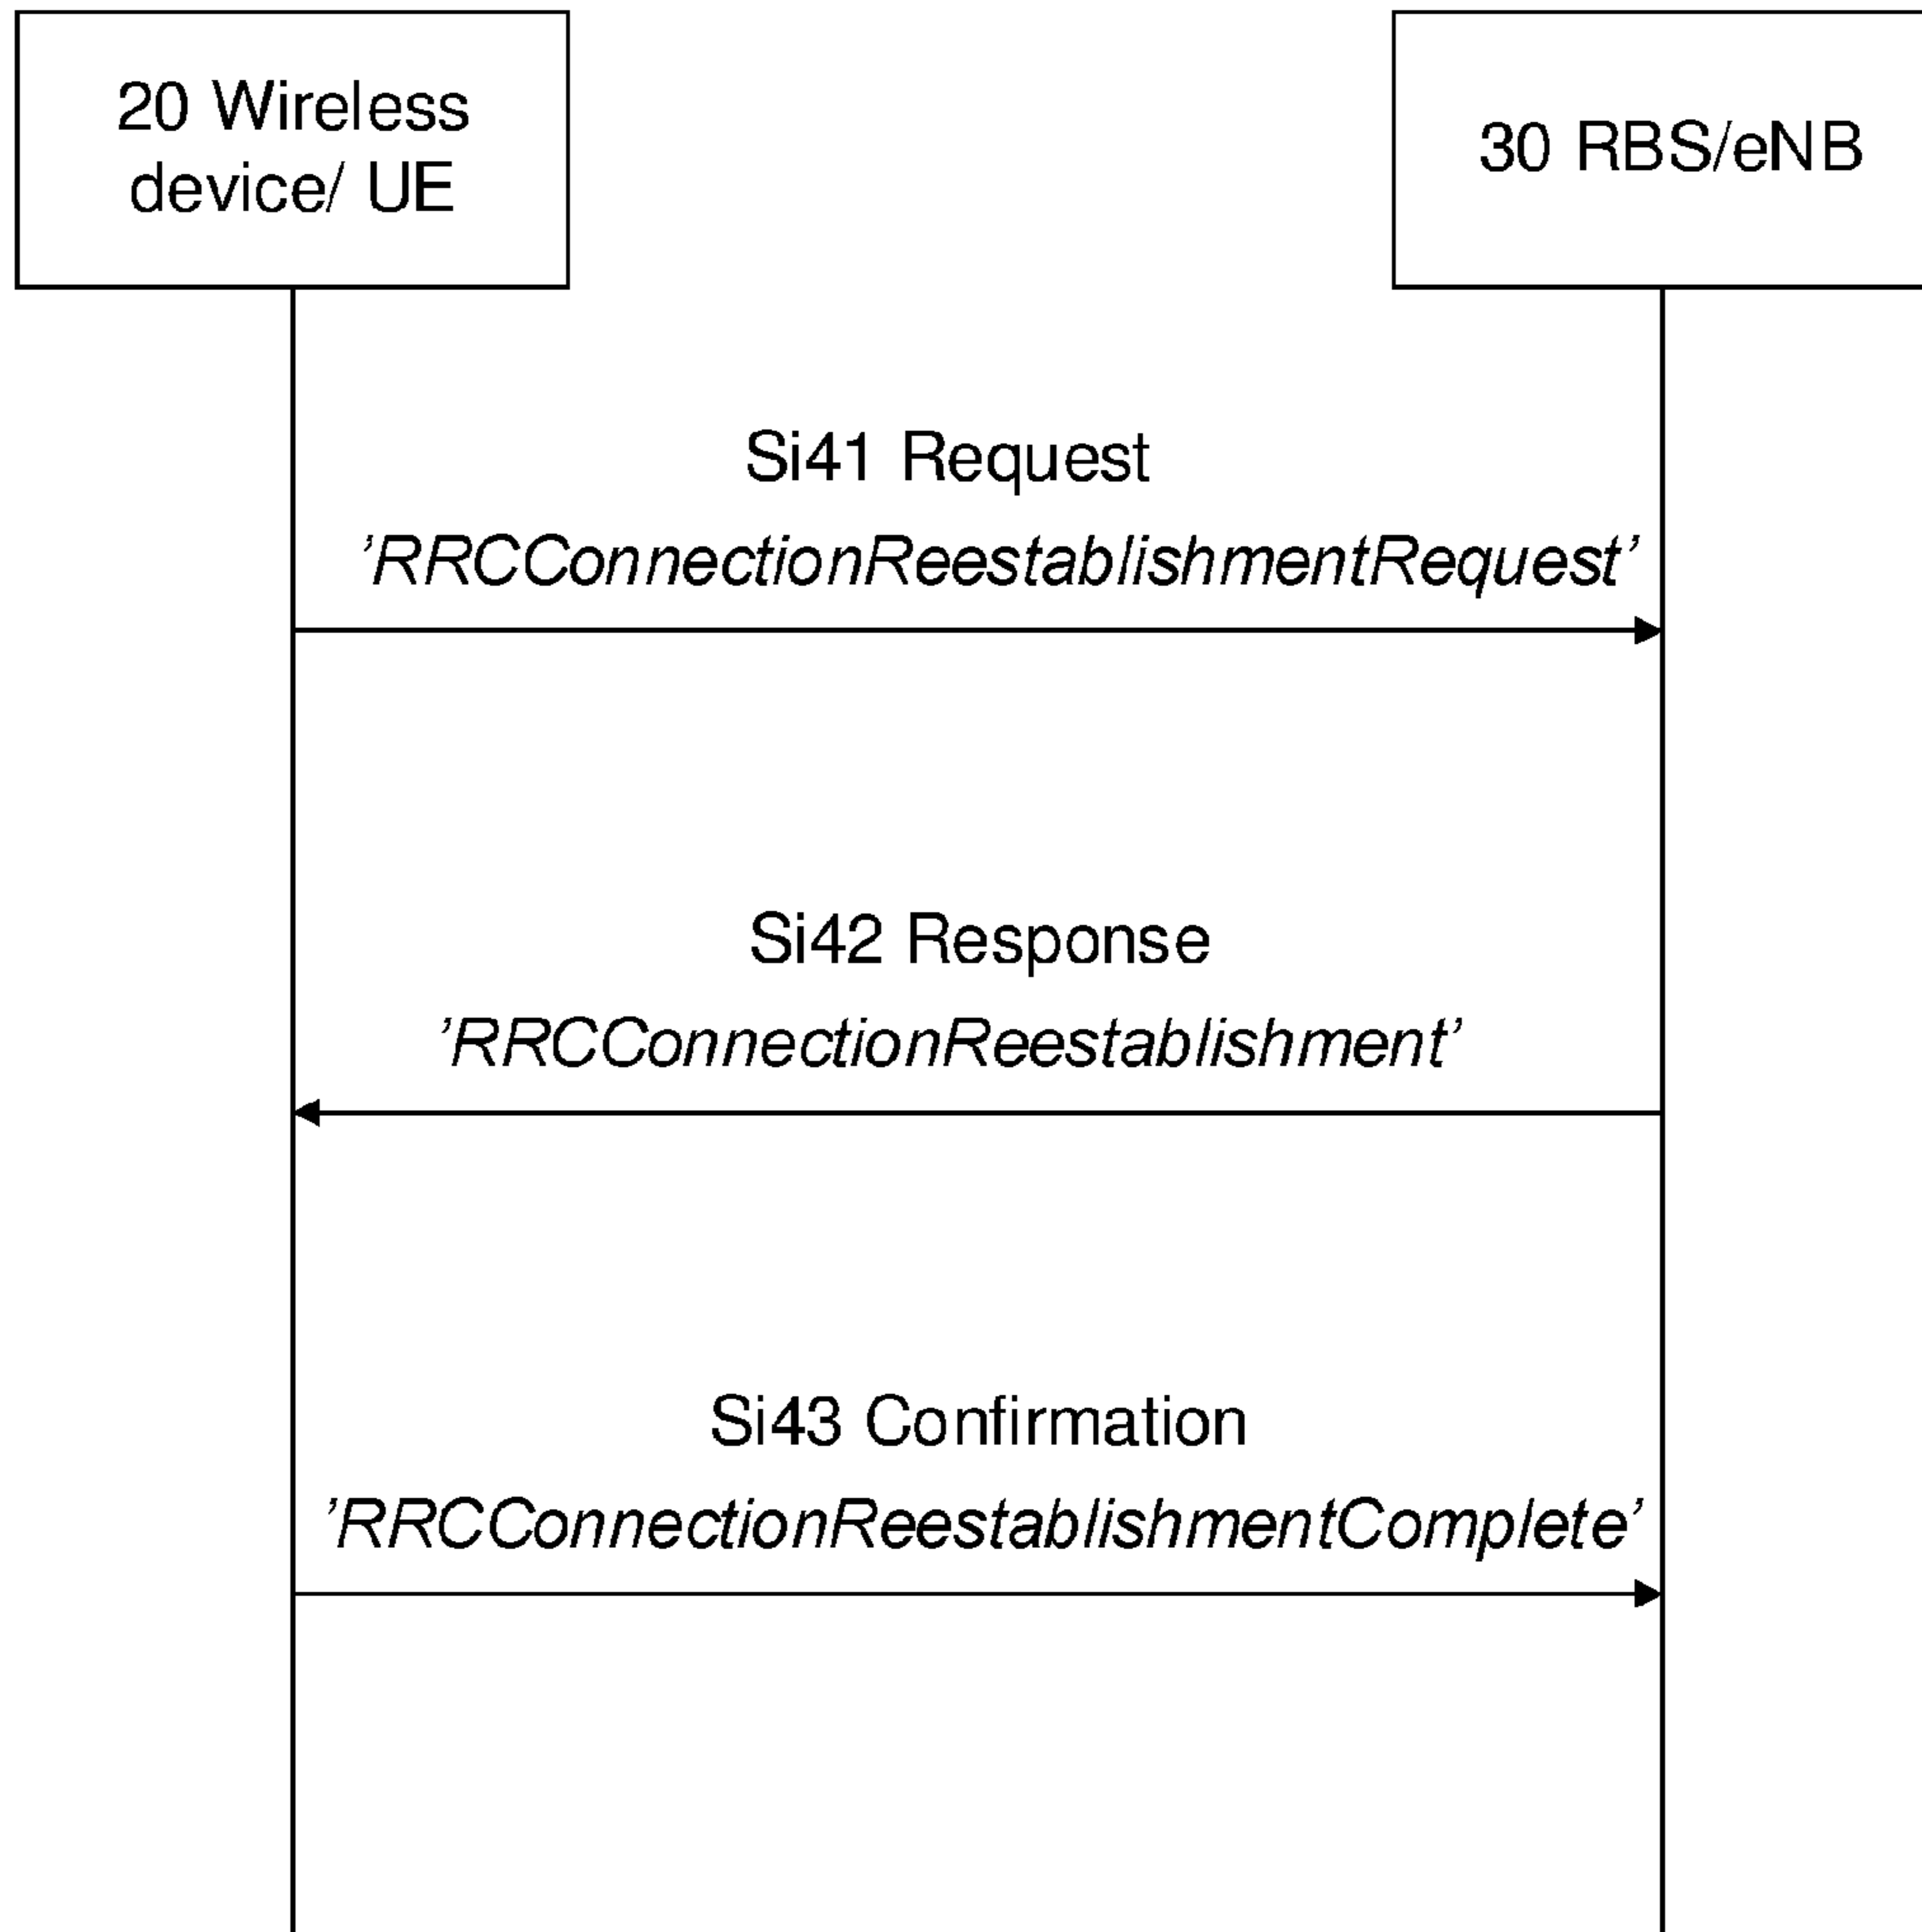 20 Wireless
device/ UE
30 RBS/eNB
Si41 Request
'RRCConnectionReestablishmentRequest'
Si42 Response
'RRCConnectionReestablishment'
Si43 Confirmation
'RRCConnectionReestablishmentComplete'